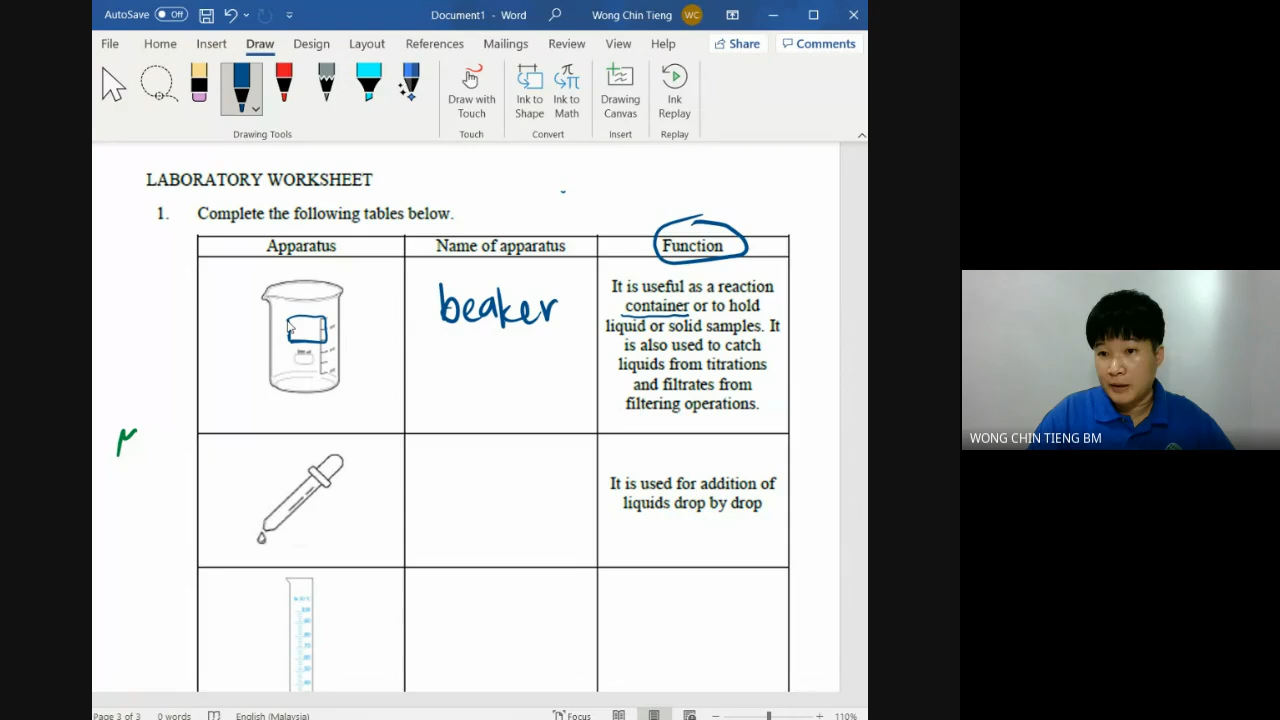 AutoSave Off Document1 - Word Wong Chin Tieng WC
File Home Insert Draw Design Layout References Mailings Review View Help Share Comments
Draw with Touch
Ink to Shape
Ink to Math
Drawing Canvas
Ink Replay
Drawing Tools Touch Convert Insert Replay
LABORATORY WORKSHEET
1. Complete the following tables below.
Apparatus Name of apparatus Function
beaker
It is useful as a reaction
container or to hold
liquid or solid samples. It
is also used to catch
liquids from titrations
and filtrates from
filtering operations.
It is used for addition of
liquids drop by drop
WONG CHIN TIENG BM
Page 3 of 3 0 words English (Malaysia) Focus 110%